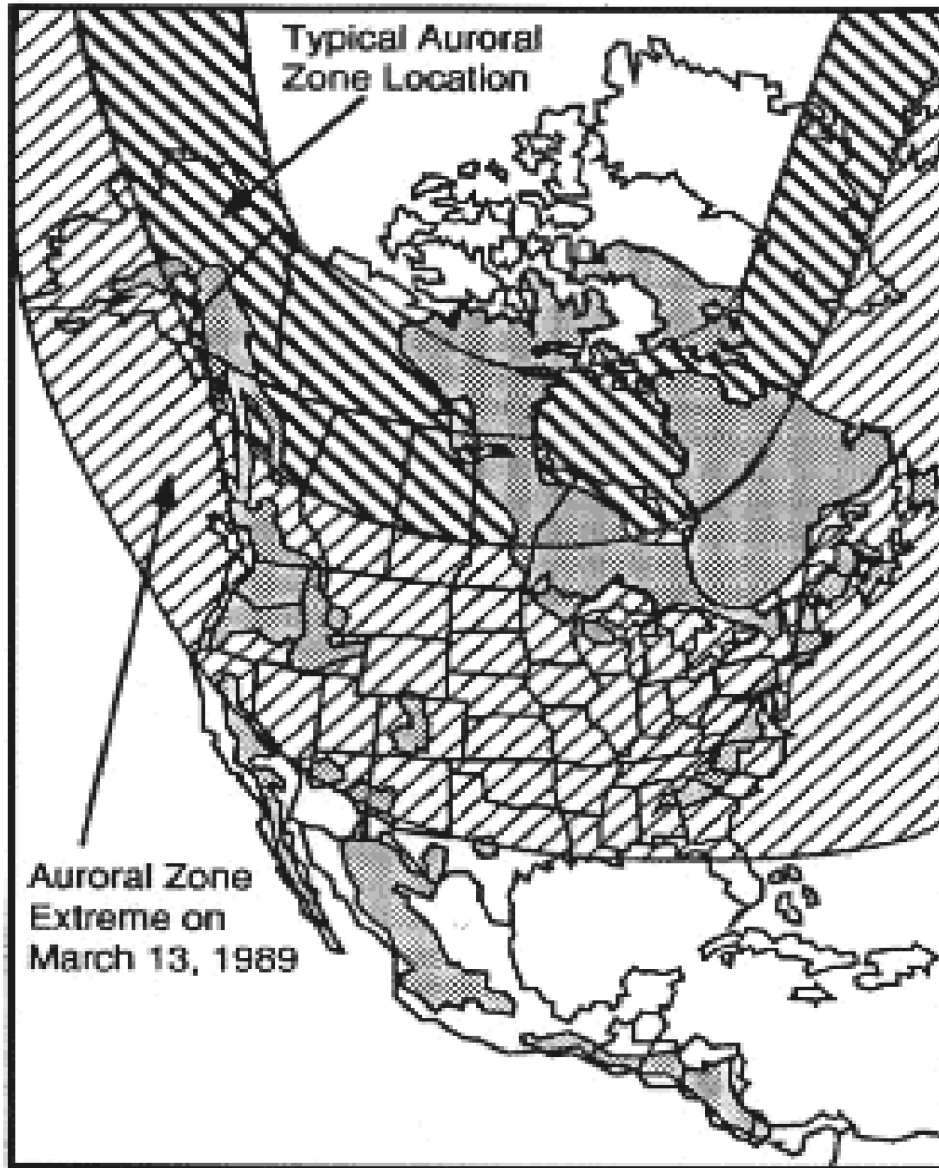 Typical Auroral
Zone Location
Auroral Zone
Extreme on
March 13, 1989